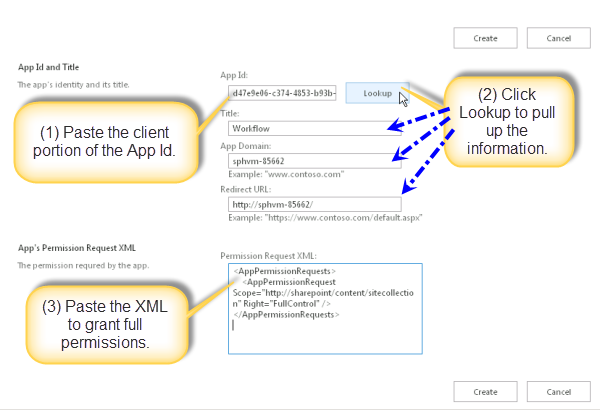 Create Cancel
App Id and Title
The app's identity and its title.
App Id:
d47e9e06-c374-4853-b93b-
Lookup
Title:
Workflow
App Domain:
sphvm-85662
Example: "www.contoso.com"
Redirect URL:
http://sphvm-85662/
Example: "https://www.contoso.com/default.aspx"
(1) Paste the client
portion of the App Id.
(2) Click
Lookup to pull
up the
information.
App's Permission Request XML
The permission requred by the app.
Permission Request XML:
<AppPermissionRequests>
<AppPermissionRequest
Scope="http://sharepoint/content/sitecollectio
n" Right="FullControl" />
</AppPermissionRequests>
(3) Paste the XML
to grant full
permissions.
Create Cancel